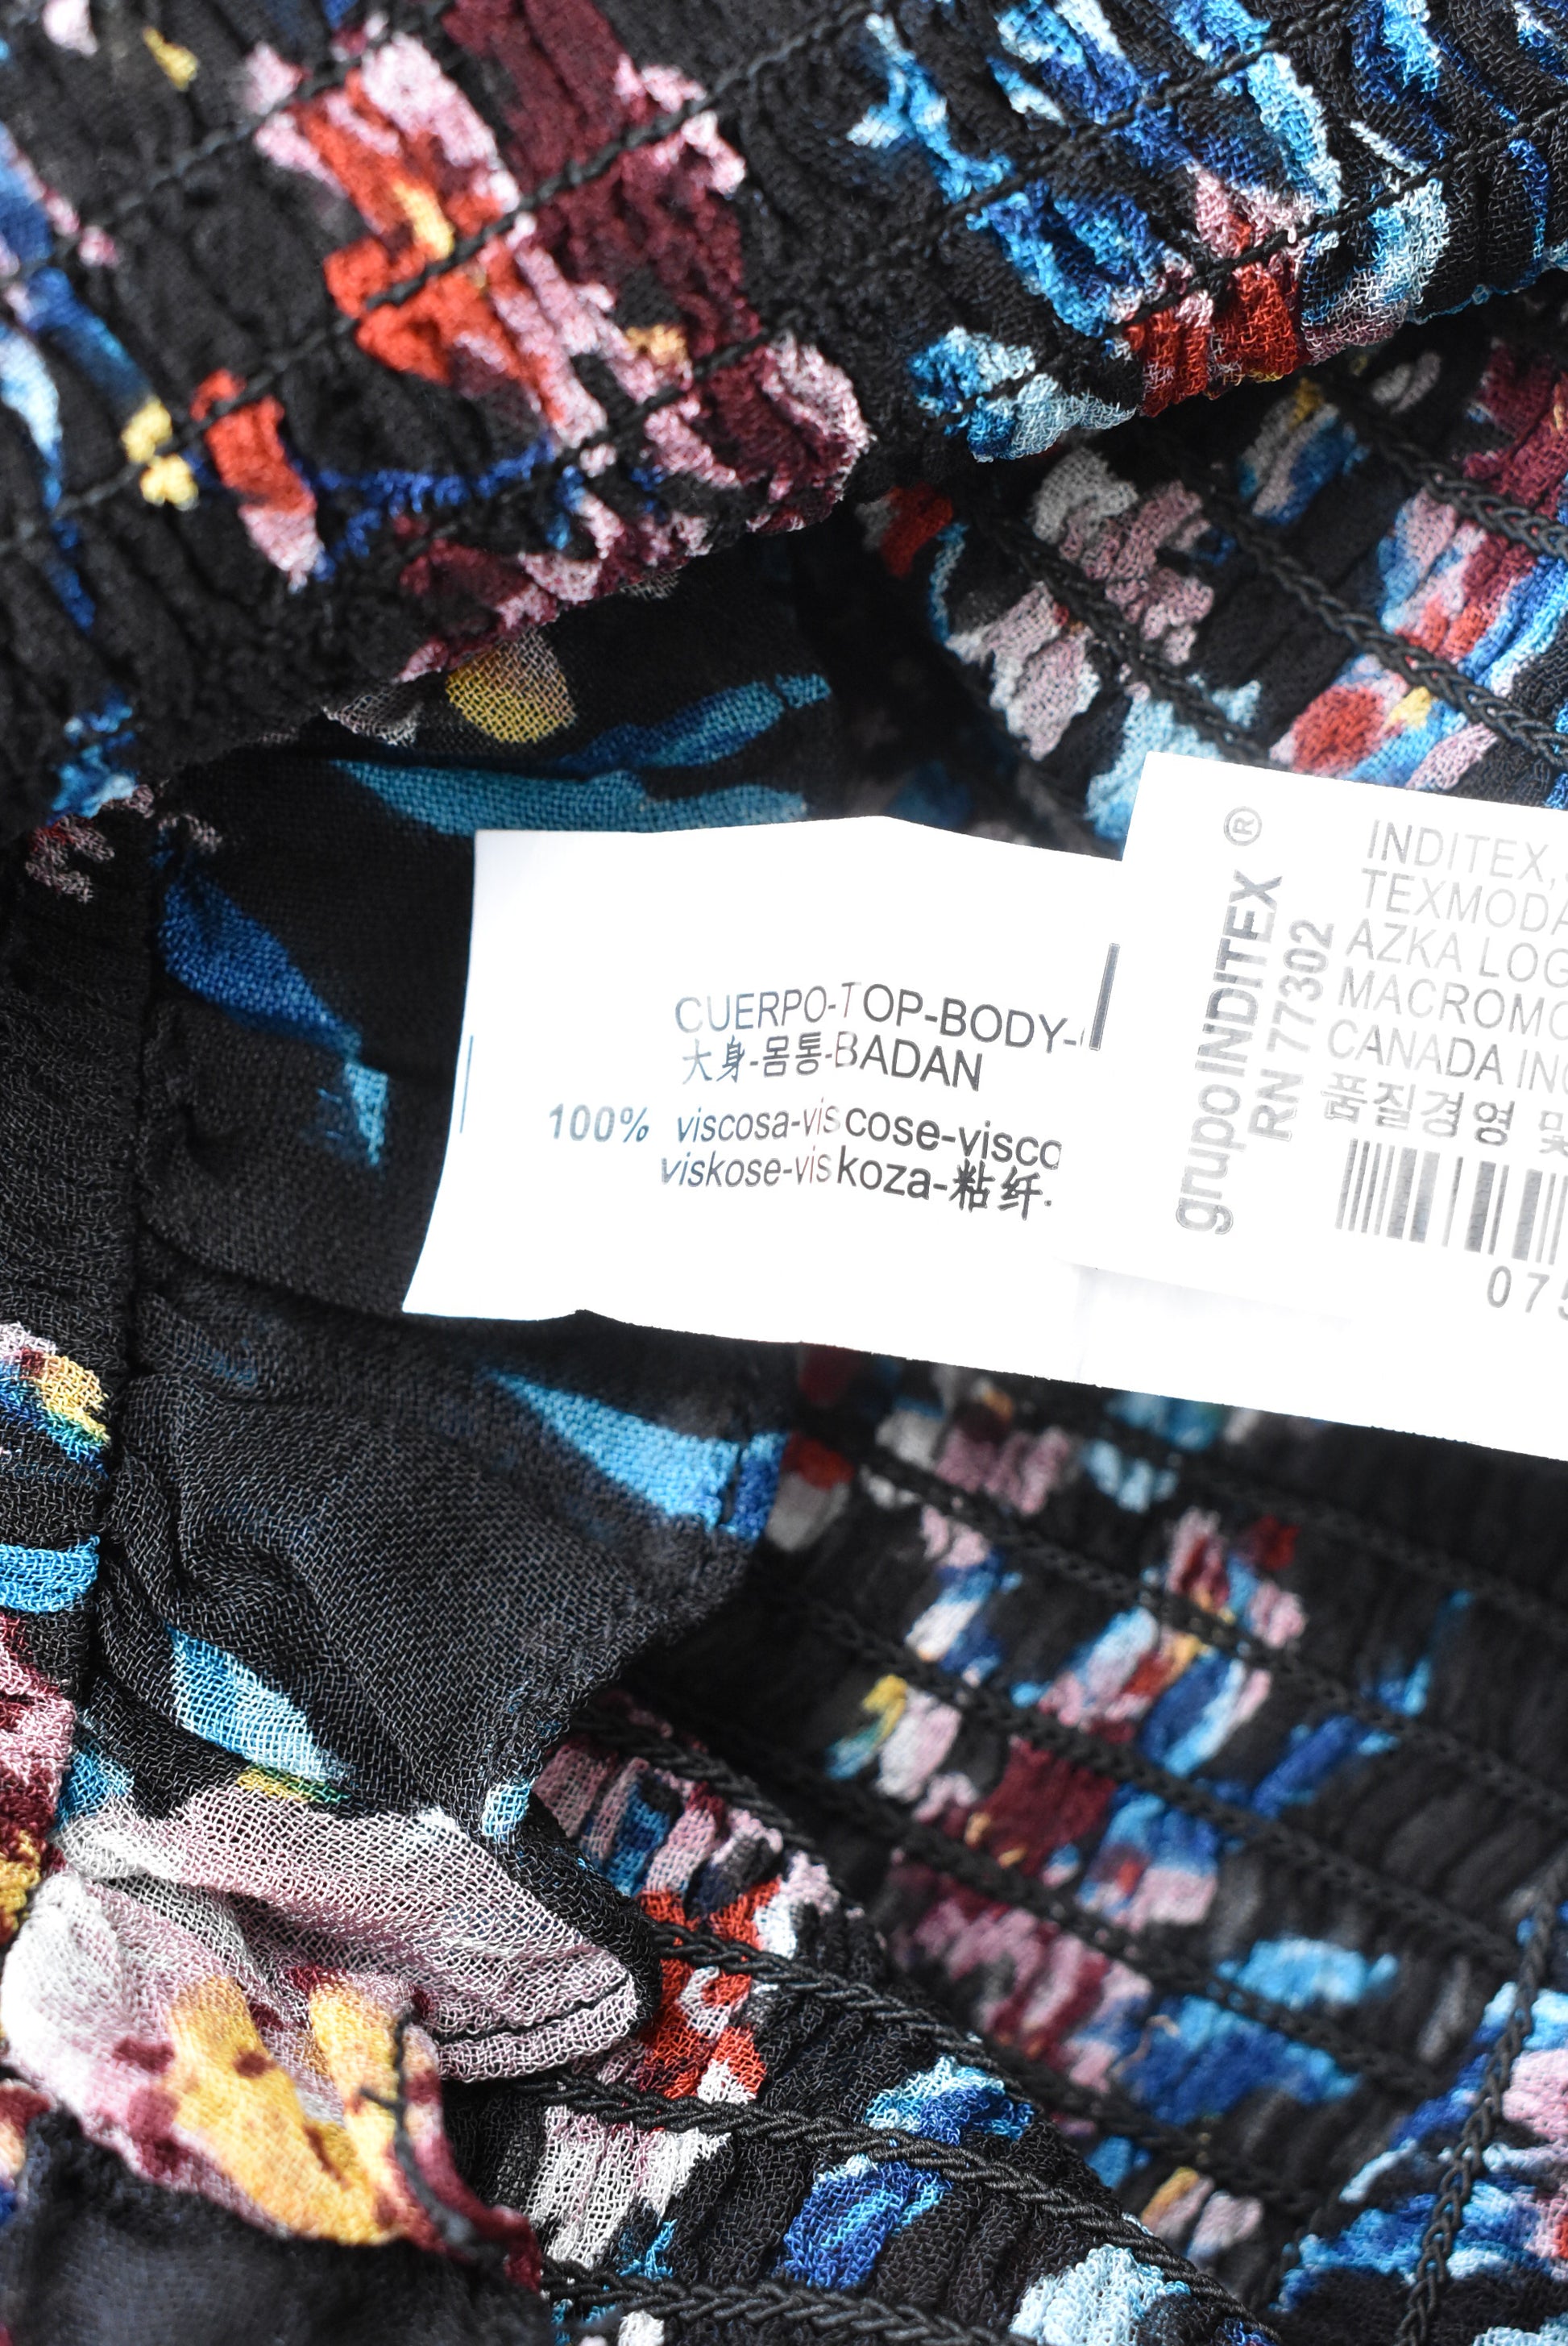 CUERPO-TOP-BODY-
大身-몸통-BADAN
100% viscosa-viscose-visco
viskose-viskoza-粘纤.
grupo INDITEX ®
RN 77302
INDITEX,
TEXMODA
AZKA LOG
MACROMO
CANADA INC
품질경영 및
075